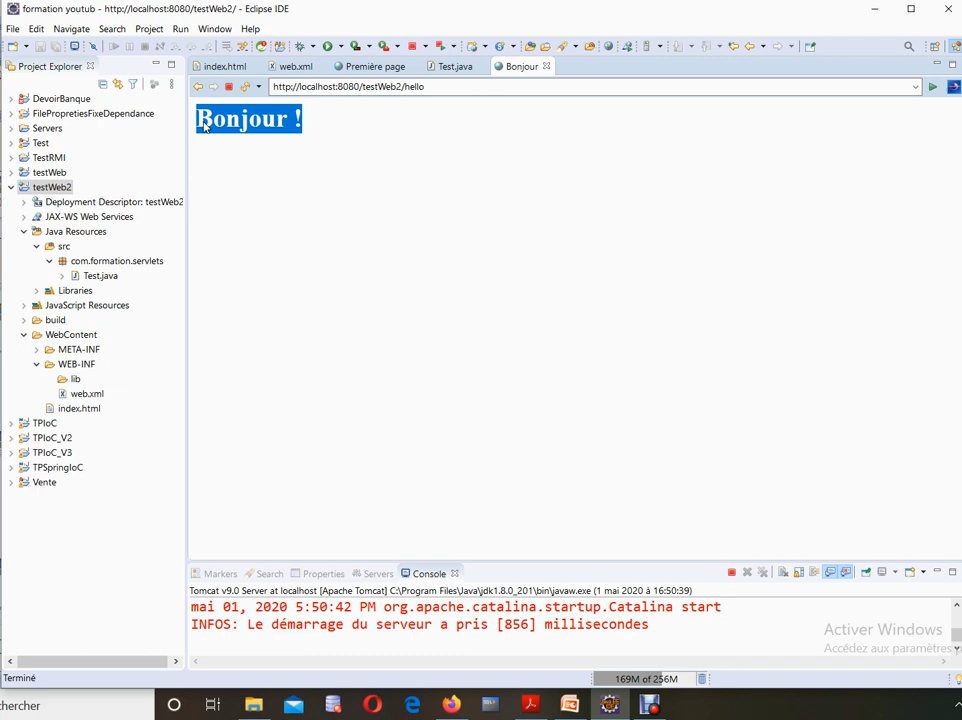 formation youtub - http://localhost:8080/testWeb2/ - Eclipse IDE
File Edit Navigate Search Project Run Window Help
Project Explorer
index.html web.xml Première page Test.java Bonjour
http://localhost:8080/testWeb2/hello
Bonjour !
DevoirBanque
FilePropretiesFixeDependance
Servers
Test
TestRMI
testWeb
testWeb2
Deployment Descriptor: testWeb2
JAX-WS Web Services
Java Resources
src
com.formation.servlets
Test.java
Libraries
JavaScript Resources
build
WebContent
META-INF
WEB-INF
lib
web.xml
index.html
TPIoC
TPIoC_V2
TPIoC_V3
TPSpringIoC
Vente
Markers Search Properties Servers Console
Tomcat v9.0 Server at localhost [Apache Tomcat] C:\Program Files\Java\jdk1.8.0_201\bin\javaw.exe (1 mai 2020 à 16:50:39)
mai 01, 2020 5:50:42 PM org.apache.catalina.startup.Catalina start
INFOS: Le démarrage du serveur a pris [856] millisecondes
Activer Windows
Accédez aux paramètres p
Terminé
169M of 256M
hercher